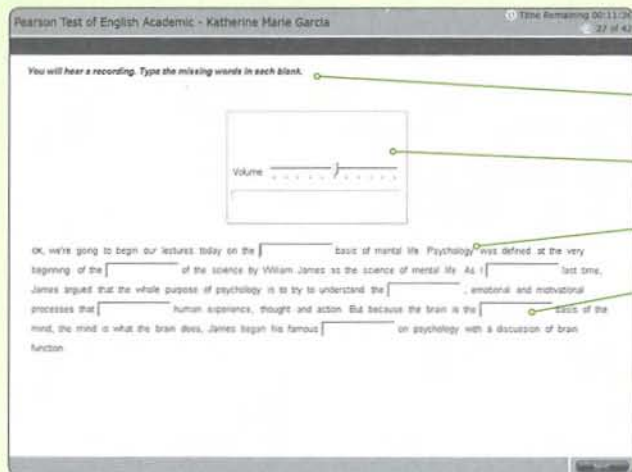 Pearson Test of English Academic - Katherine Marie Garcia
Time Remaining 00:11:26
27 of 42
You will hear a recording. Type the missing words in each blank.
Volume
OK, we're going to begin our lectures today on the basis of mental life. Psychology was defined at the very
beginning of the of the science by William James as the science of mental life. As I last time,
James argued that the whole purpose of psychology is to try to understand the , emotional and motivational
processes that human experience, thought and action. But because the brain is the basis of the
mind, the mind is what the brain does, James began his famous on psychology with a discussion of brain
function.